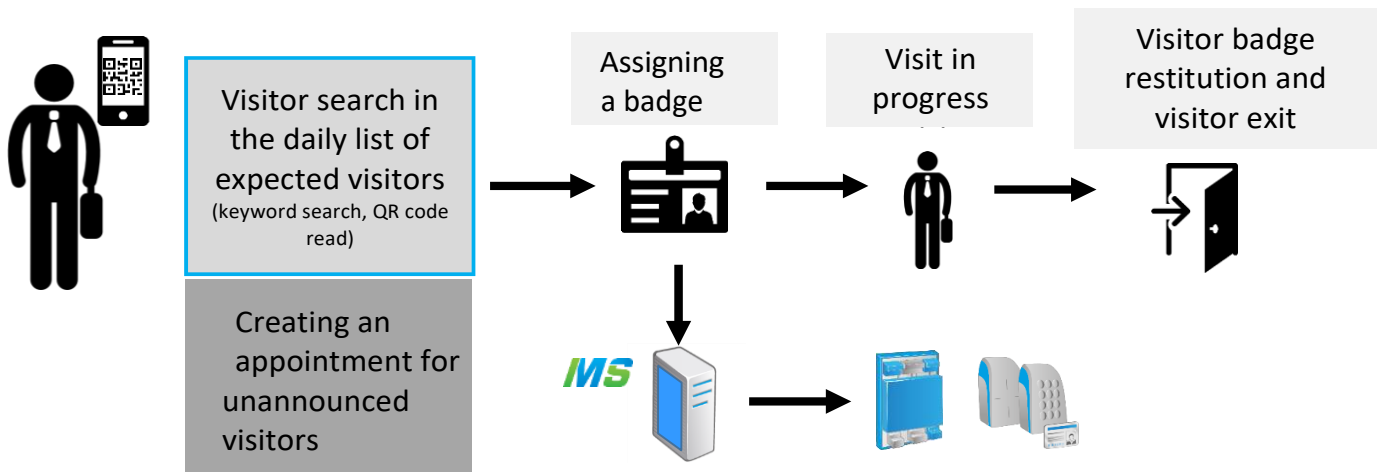 Visitor search in
the daily list of
expected visitors
(keyword search, QR code
read)
Creating an
appointment for
unannounced
visitors
Assigning
a badge
Visit in
progress
Visitor badge
restitution and
visitor exit
IMS